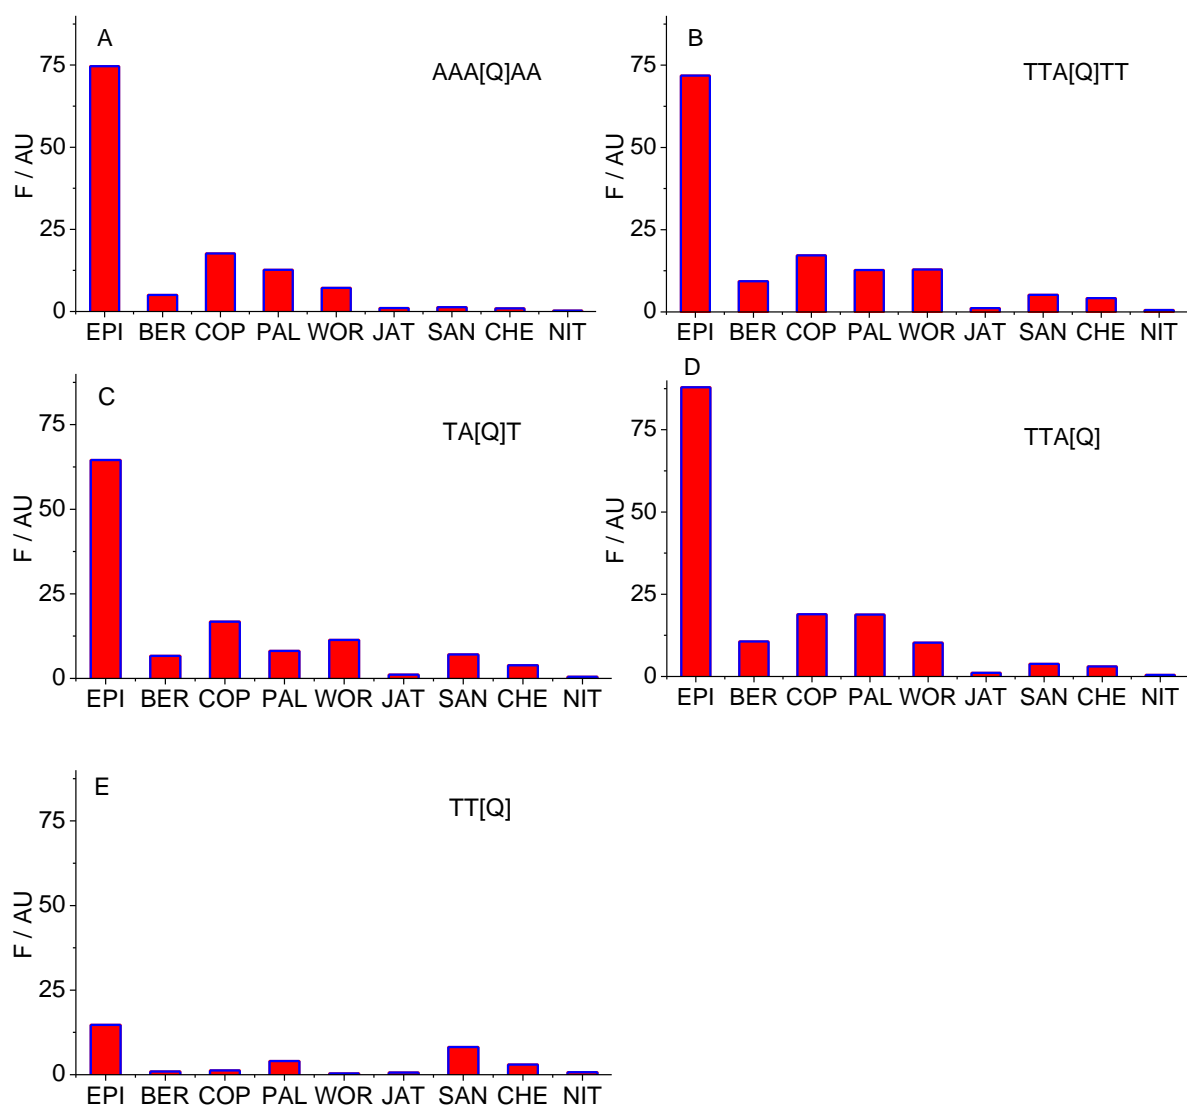 A
AAA[Q]AA
75
50
25
0
F / AU
EPI BER COP PAL WOR JAT SAN CHE NIT
B
TTA[Q]TT
75
50
25
0
F / AU
EPI BER COP PAL WOR JAT SAN CHE NIT
C
TA[Q]T
75
50
25
0
F / AU
EPI BER COP PAL WOR JAT SAN CHE NIT
D
TTA[Q]
75
50
25
0
F / AU
EPI BER COP PAL WOR JAT SAN CHE NIT
E
TT[Q]
75
50
25
0
F / AU
EPI BER COP PAL WOR JAT SAN CHE NIT